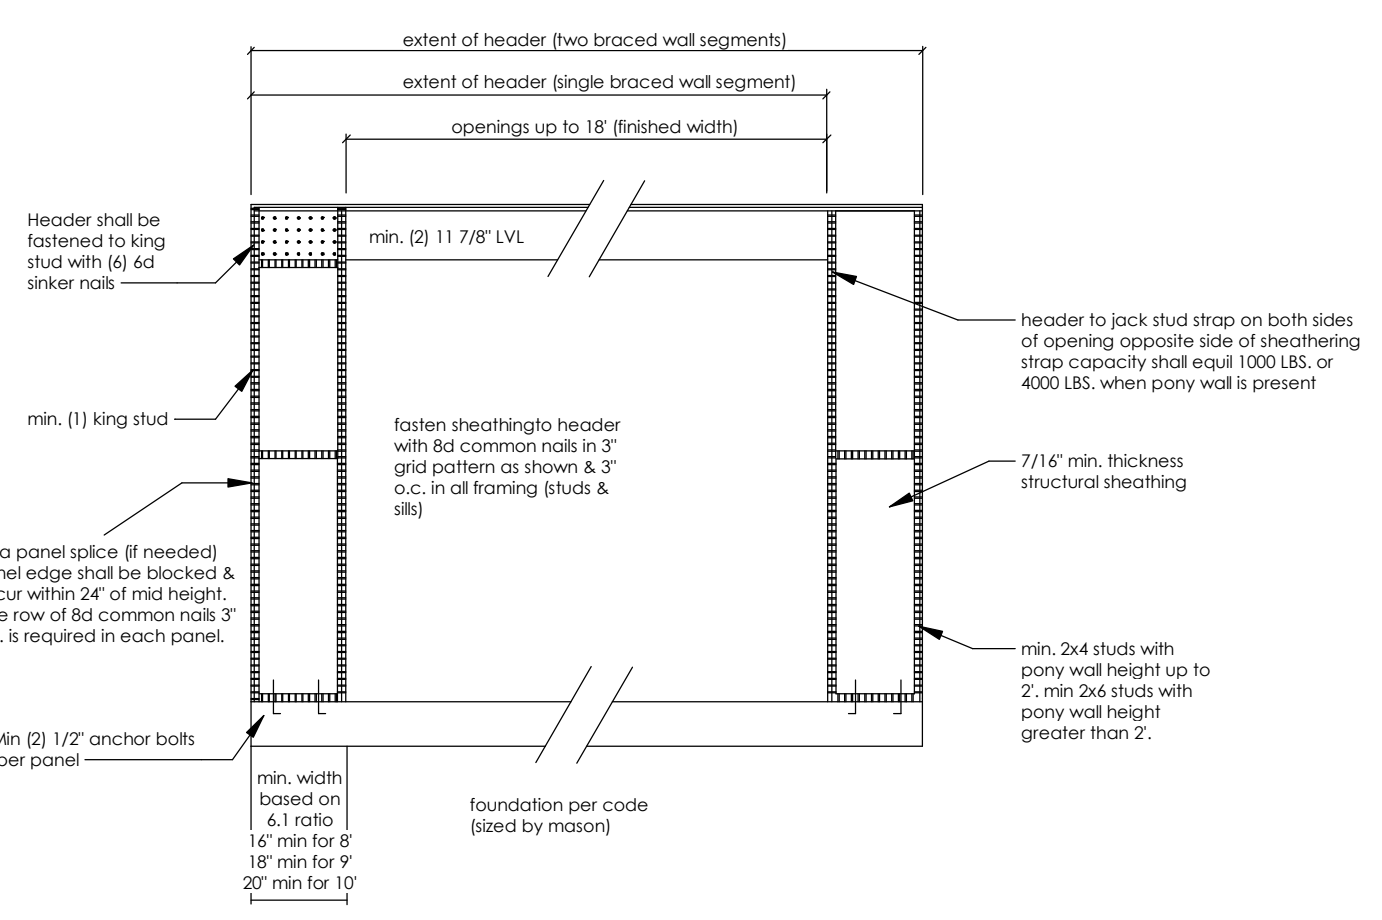 extent of header (two braced wall segments)
extent of header (single braced wall segment)
openings up to 18' (finished width)
Header shall be
fastened to king
stud with (6) 6d
sinker nails
min. (2) 11 7/8" LVL
header to jack stud strap on both sides
of opening opposite side of sheathering
strap capacity shall equil 1000 LBS. or
4000 LBS. when pony wall is present
min. (1) king stud
fasten sheathingto header
with 8d common nails in 3"
grid pattern as shown & 3"
o.c. in all framing (studs &
sills)
7/16" min. thickness
structural sheathing
a panel splice (if needed)
edge shall be blocked &
within 24" of mid height.
row of 8d common nails 3"
is required in each panel.
min. 2x4 studs with
pony wall height up to
2'. min 2x6 studs with
pony wall height
greater than 2'.
Min (2) 1/2" anchor bolts
per panel
min. width
based on
6.1 ratio
16" min for 8'
18" min for 9'
20" min for 10'
foundation per code
(sized by mason)